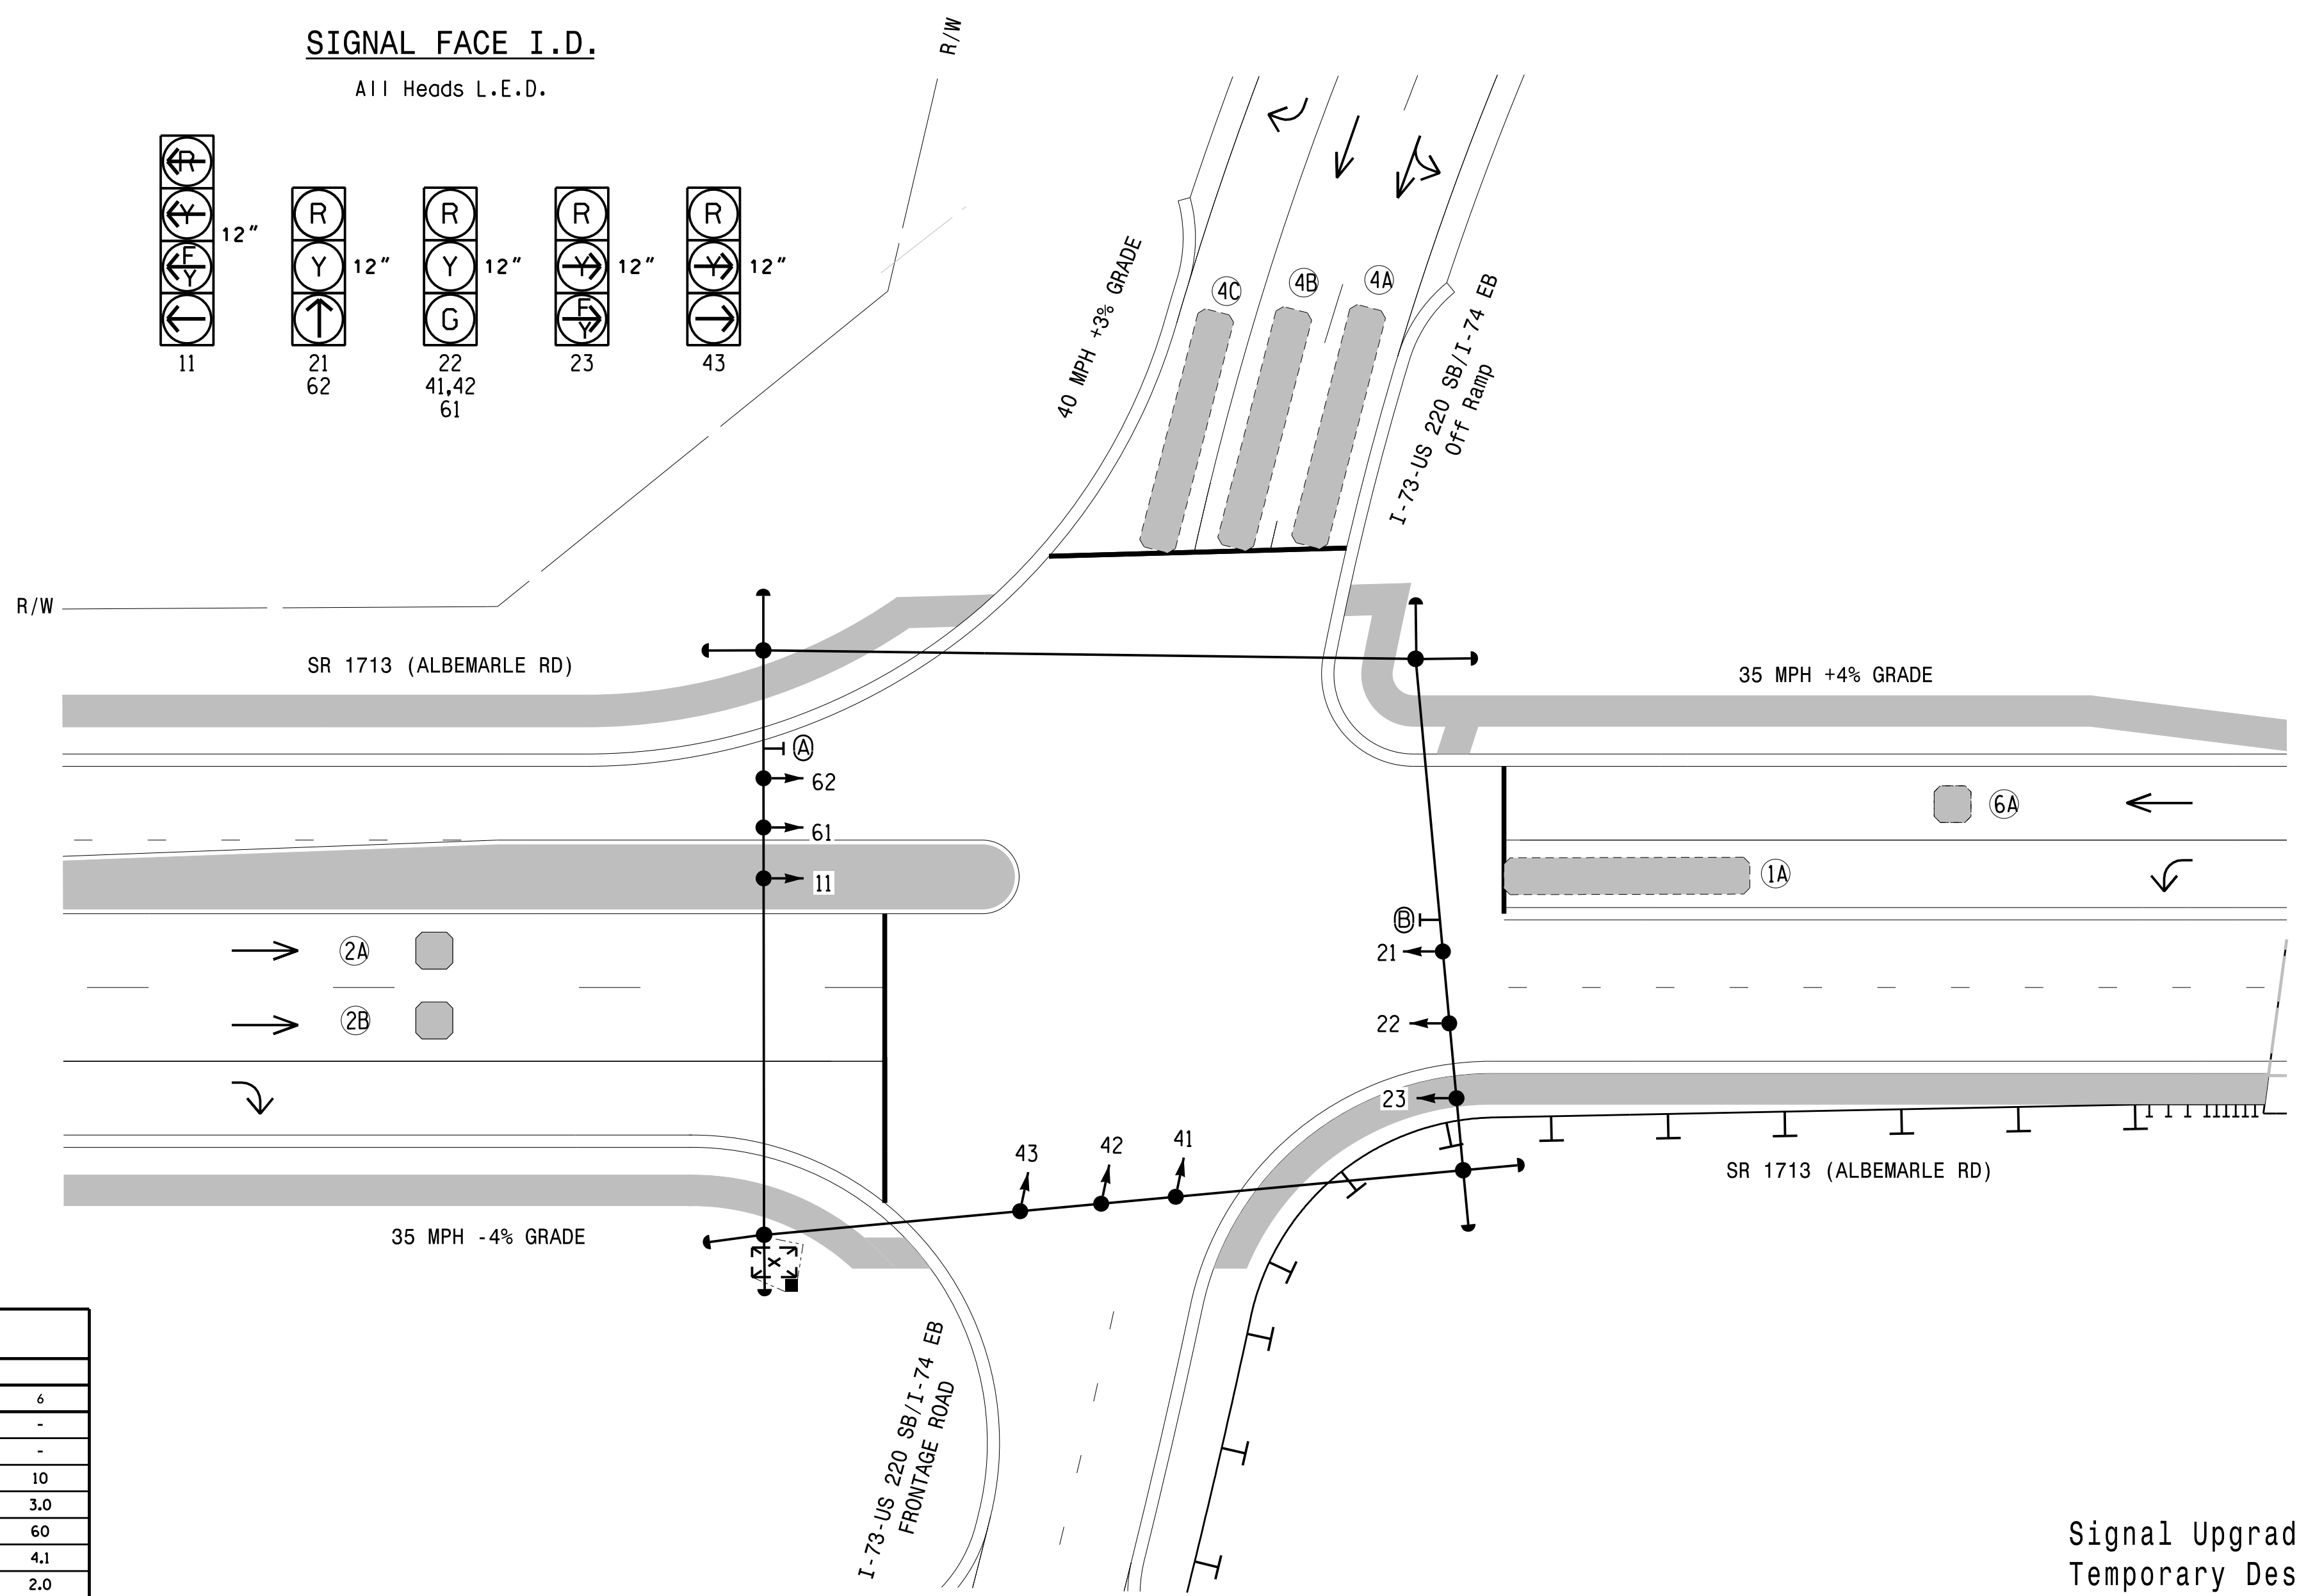 SIGNAL FACE I.D.
All Heads L.E.D.
R
Y
F
Y
12"
11
R
Y
12"
21
62
R
Y
G
12"
22
41,42
61
R
Y
F
Y
12"
23
R
Y
12"
43
R/W
R/W
40 MPH +3% GRADE
4C
4B
4A
I-73-US 220 SB/I-74 EB
Off Ramp
SR 1713 (ALBEMARLE RD)
35 MPH +4% GRADE
A
62
61
11
6A
1A
B
21
22
23
2A
2B
43
42
41
SR 1713 (ALBEMARLE RD)
35 MPH -4% GRADE
I-73-US 220 SB/I-74 EB
FRONTAGE ROAD
6
-
-
10
3.0
60
4.1
2.0
Signal Upgrad
Temporary Des